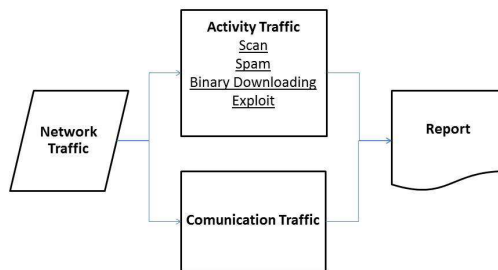 Network
Traffic
Activity Traffic
Scan
Spam
Binary Downloading
Exploit
Comunication Traffic
Report